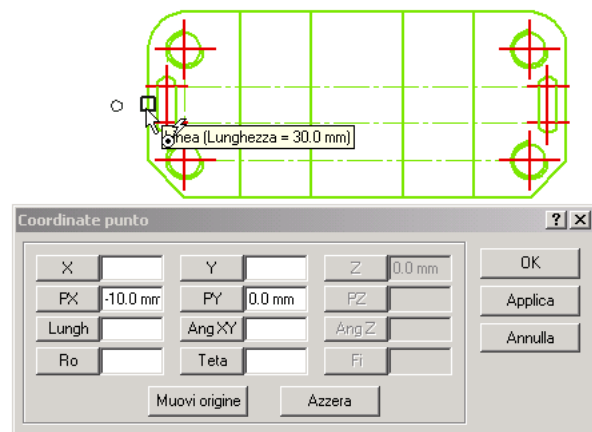 Linea (Lunghezza = 30.0 mm)
Coordinate punto
X Y Z 0.0 mm OK
PX -10.0 mm PY 0.0 mm PZ Applica
Lungh Ang XY Ang Z Annulla
Ro Teta Fi
Muovi origine Azzera